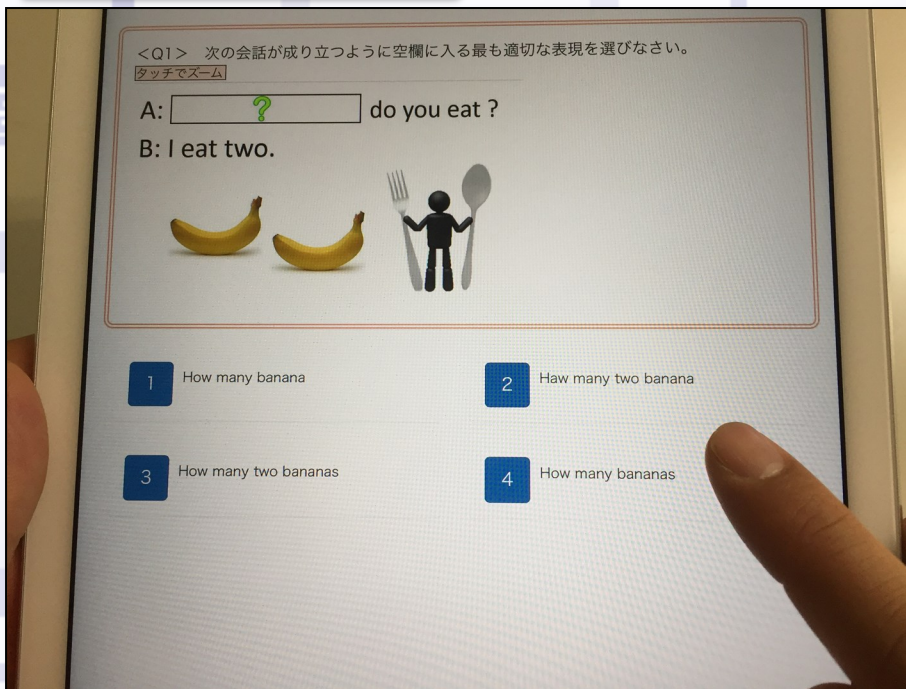 <Q1> 次の会話が成り立つように空欄に入る最も適切な表現を選びなさい。
タッチでズーム
A: ? do you eat ?
B: I eat two.
1 How many banana
2 Haw many two banana
3 How many two bananas
4 How many bananas